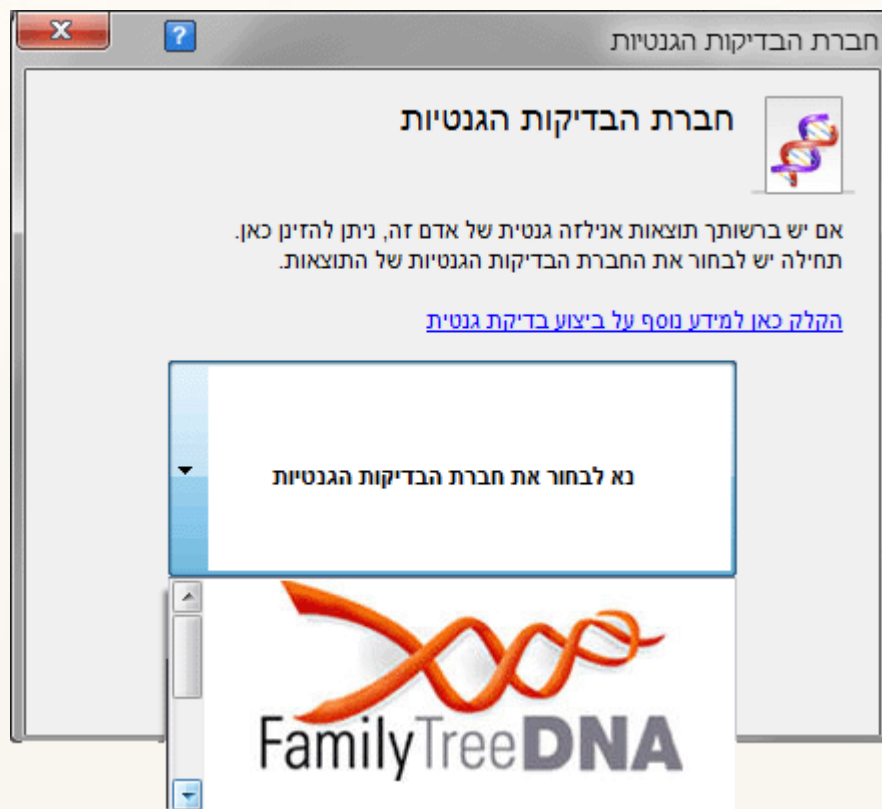 חברת הבדיקות הגנטיות
?
חברת הבדיקות הגנטיות
אם יש ברשותך תוצאות אנילזה גנטית של אדם זה, ניתן להזינן כאן.
תחילה יש לבחור את החברת הבדיקות הגנטיות של התוצאות.
הקלק כאן למידע נוסף על ביצוע בדיקת גנטית
נא לבחור את חברת הבדיקות הגנטיות
FamilyTreeDNA